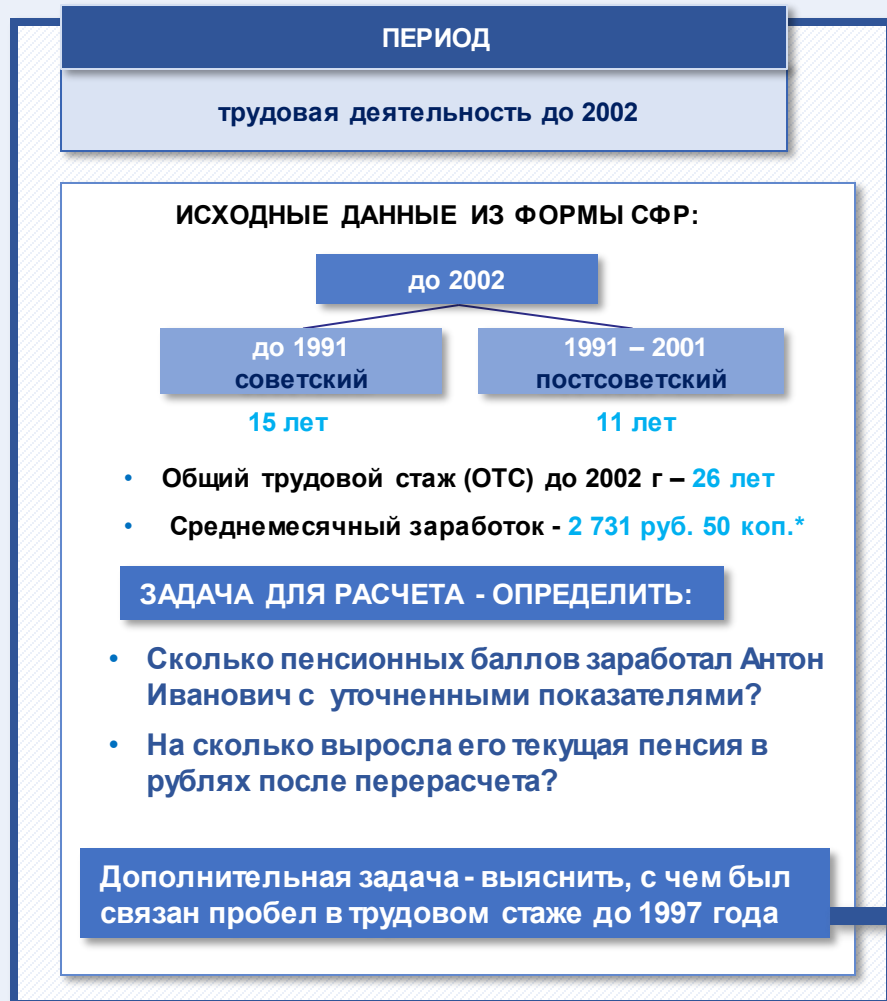 ПЕРИОД
трудовая деятельность до 2002
ИСХОДНЫЕ ДАННЫЕ ИЗ ФОРМЫ СФР:
до 2002
до 1991
советский
1991 – 2001
постсоветский
15 лет
11 лет
• Общий трудовой стаж (ОТС) до 2002 г – 26 лет
• Среднемесячный заработок - 2 731 руб. 50 коп.*
ЗАДАЧА ДЛЯ РАСЧЕТА - ОПРЕДЕЛИТЬ:
• Сколько пенсионных баллов заработал Антон
Иванович с уточненными показателями?
• На сколько выросла его текущая пенсия в
рублях после перерасчета?
Дополнительная задача - выяснить, с чем был
связан пробел в трудовом стаже до 1997 года